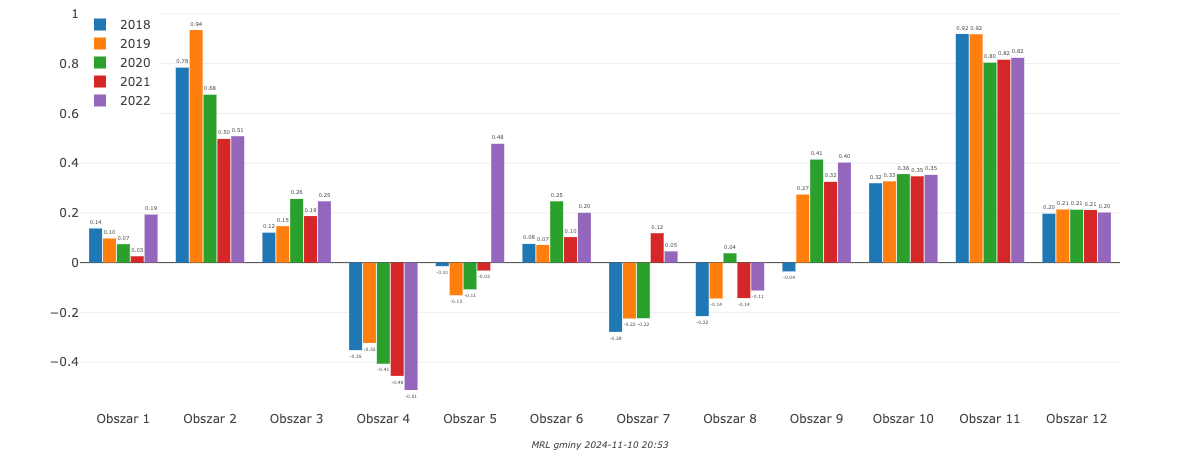 1
0.8
0.6
0.4
0.2
0
−0.2
−0.4
2018
2019
2020
2021
2022
0.14 0.10 0.07 0.03 0.19
0.78 0.94 0.68 0.50 0.51
0.12 0.15 0.26 0.19 0.25
−0.35 −0.32 −0.41 −0.46 −0.51
−0.01 −0.13 −0.11 −0.03 0.48
0.08 0.07 0.25 0.10 0.20
−0.28 −0.22 −0.22 0.12 0.05
−0.22 −0.14 0.04 −0.14 −0.11
−0.04 0.27 0.41 0.32 0.40
0.32 0.33 0.36 0.35 0.35
0.92 0.92 0.80 0.82 0.82
0.20 0.21 0.21 0.21 0.20
Obszar 1 Obszar 2 Obszar 3 Obszar 4 Obszar 5 Obszar 6 Obszar 7 Obszar 8 Obszar 9 Obszar 10 Obszar 11 Obszar 12
MRL gminy 2024-11-10 20:53